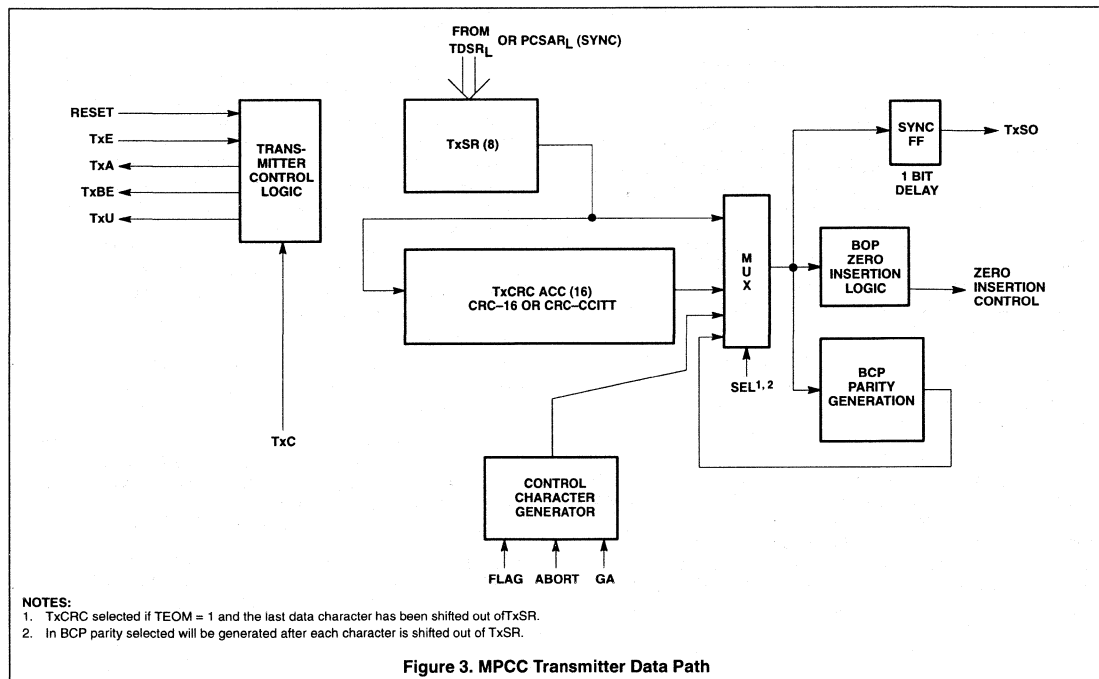 FROM
TDSRL OR PCSARL (SYNC)
RESET
TxE
TxA
TxBE
TxU
TRANS-
MITTER
CONTROL
LOGIC
TxC
TxSR (8)
TxCRC ACC (16)
CRC–16 OR CRC–CCITT
MUX
SEL1, 2
SYNC
FF
1 BIT
DELAY
TxSO
BOP
ZERO
INSERTION
LOGIC
ZERO
INSERTION
CONTROL
BCP
PARITY
GENERATION
CONTROL
CHARACTER
GENERATOR
FLAG ABORT GA
NOTES:
1. TxCRC selected if TEOM = 1 and the last data character has been shifted out ofTxSR.
2. In BCP parity selected will be generated after each character is shifted out of TxSR.
Figure 3. MPCC Transmitter Data Path